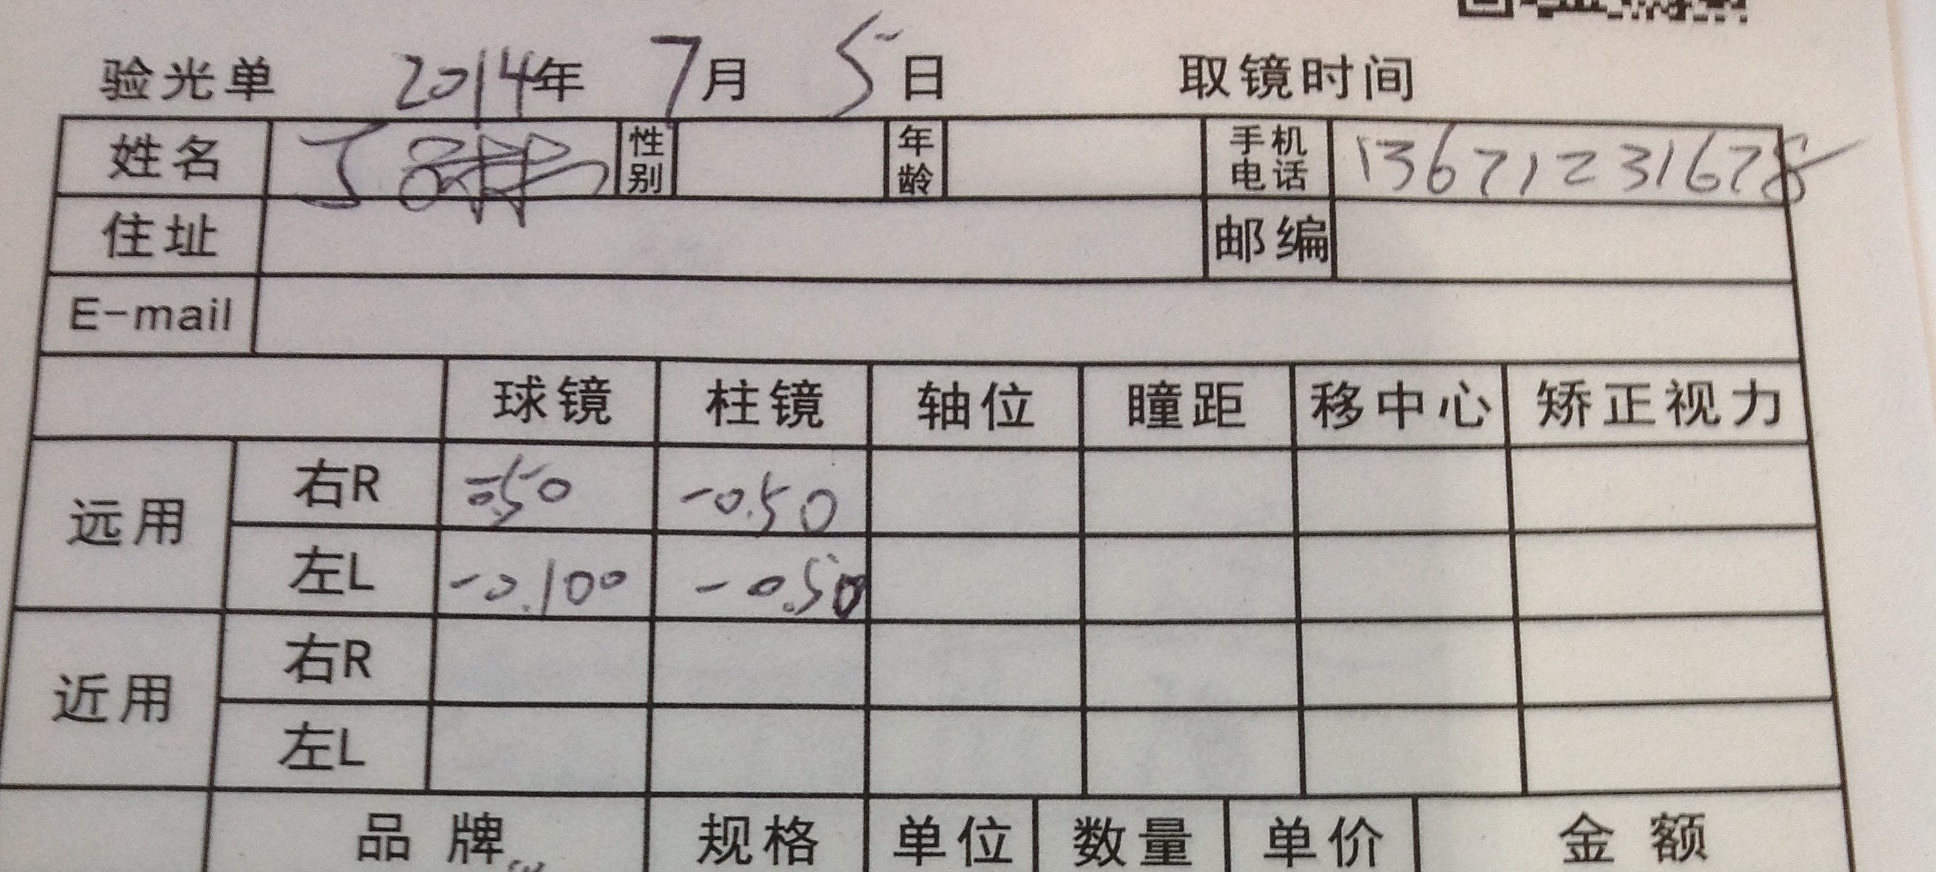 验光单 2014年 7月 5日 取镜时间
姓名 丁 性别 年龄 手机电话 13671231678
住址 邮编
E-mail
球镜 柱镜 轴位 瞳距 移中心 矫正视力
远用 右R -0.50 -0.50
左L -0.100 -0.50
近用 右R
左L
品牌 规格 单位 数量 单价 金额